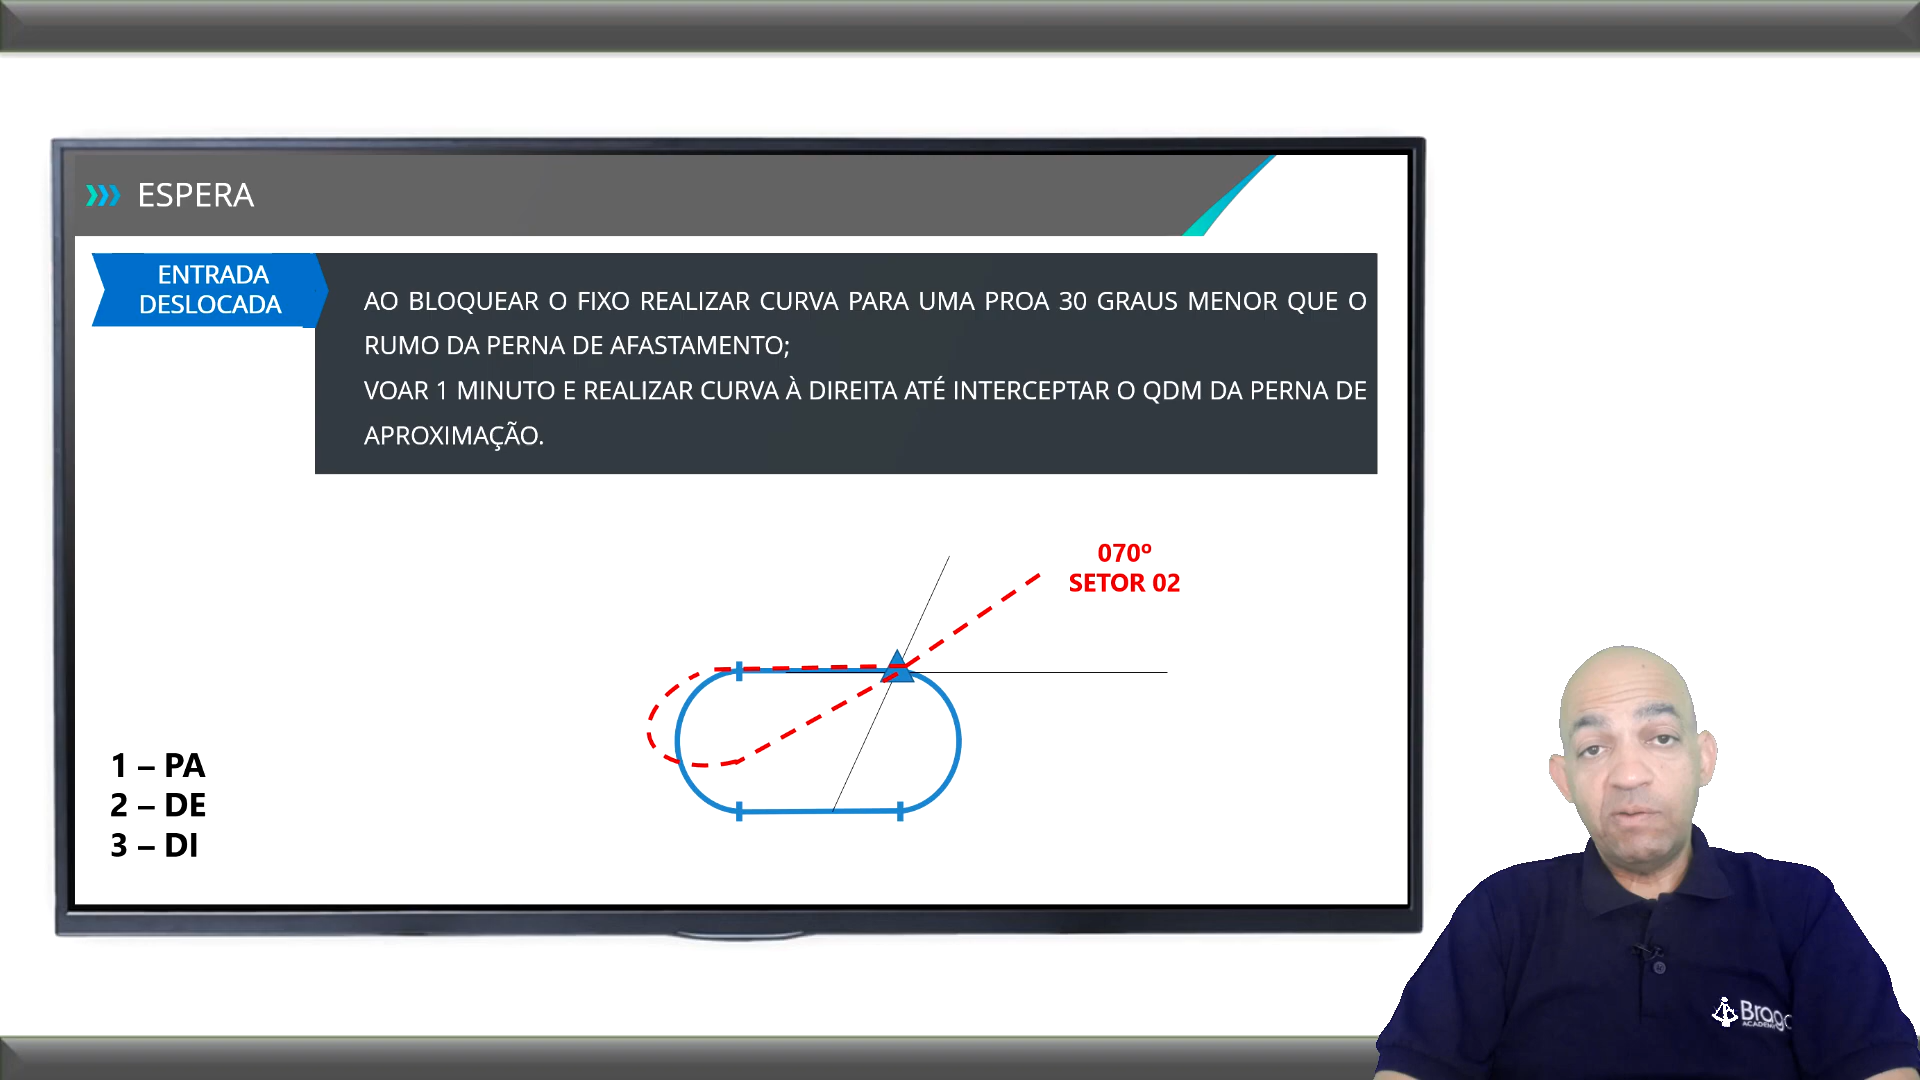 ESPERA
ENTRADA
DESLOCADA
AO BLOQUEAR O FIXO REALIZAR CURVA PARA UMA PROA 30 GRAUS MENOR QUE O
RUMO DA PERNA DE AFASTAMENTO;
VOAR 1 MINUTO E REALIZAR CURVA À DIREITA ATÉ INTERCEPTAR O QDM DA PERNA DE
APROXIMAÇÃO.
070º
SETOR 02
1 – PA
2 – DE
3 – DI